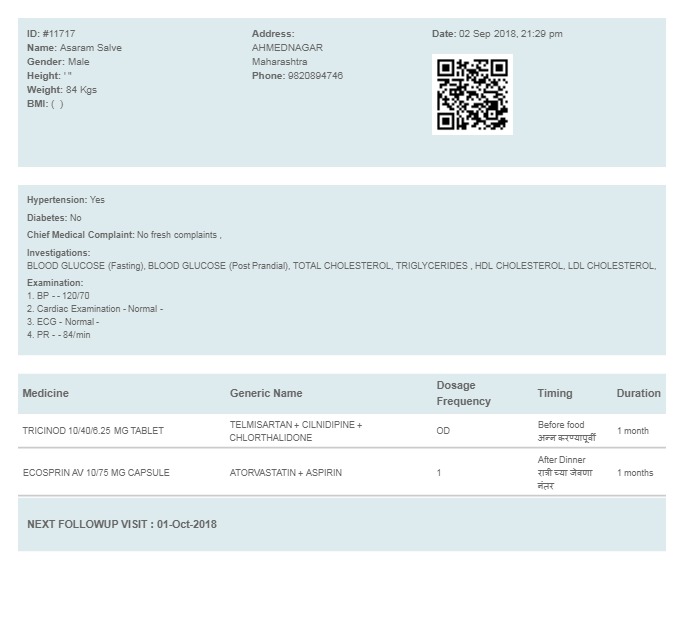 ID: #11717
Name: Asaram Salve
Gender: Male
Height: ' "
Weight: 84 Kgs
BMI: ( )
Address:
AHMEDNAGAR
Maharashtra
Phone: 9820894746
Date: 02 Sep 2018, 21:29 pm
Hypertension: Yes
Diabetes: No
Chief Medical Complaint: No fresh complaints ,
Investigations:
BLOOD GLUCOSE (Fasting), BLOOD GLUCOSE (Post Prandial), TOTAL CHOLESTEROL, TRIGLYCERIDES , HDL CHOLESTEROL, LDL CHOLESTEROL,
Examination:
1. BP - - 120/70
2. Cardiac Examination - Normal -
3. ECG - Normal -
4. PR - - 84/min
Medicine Generic Name Dosage Frequency Timing Duration
TRICINOD 10/40/6.25 MG TABLET
TELMISARTAN + CILNIDIPINE +
CHLORTHALIDONE
OD
Before food
अन्न करण्यापूर्वी
1 month
ECOSPRIN AV 10/75 MG CAPSULE
ATORVASTATIN + ASPIRIN
1
After Dinner
रात्री च्या जेवणा
नंतर
1 months
NEXT FOLLOWUP VISIT : 01-Oct-2018